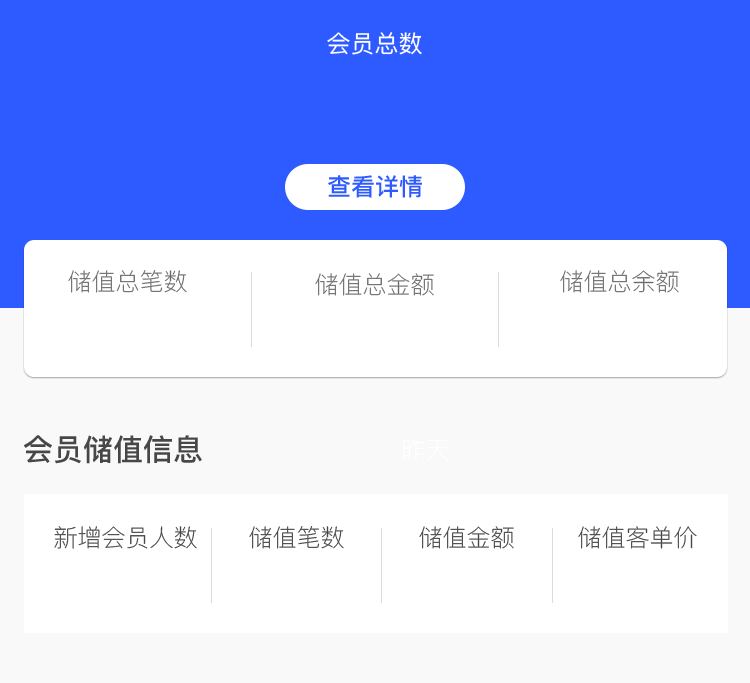 会员总数
查看详情
储值总笔数 储值总金额 储值总余额
会员储值信息 昨天
新增会员人数 储值笔数 储值金额 储值客单价